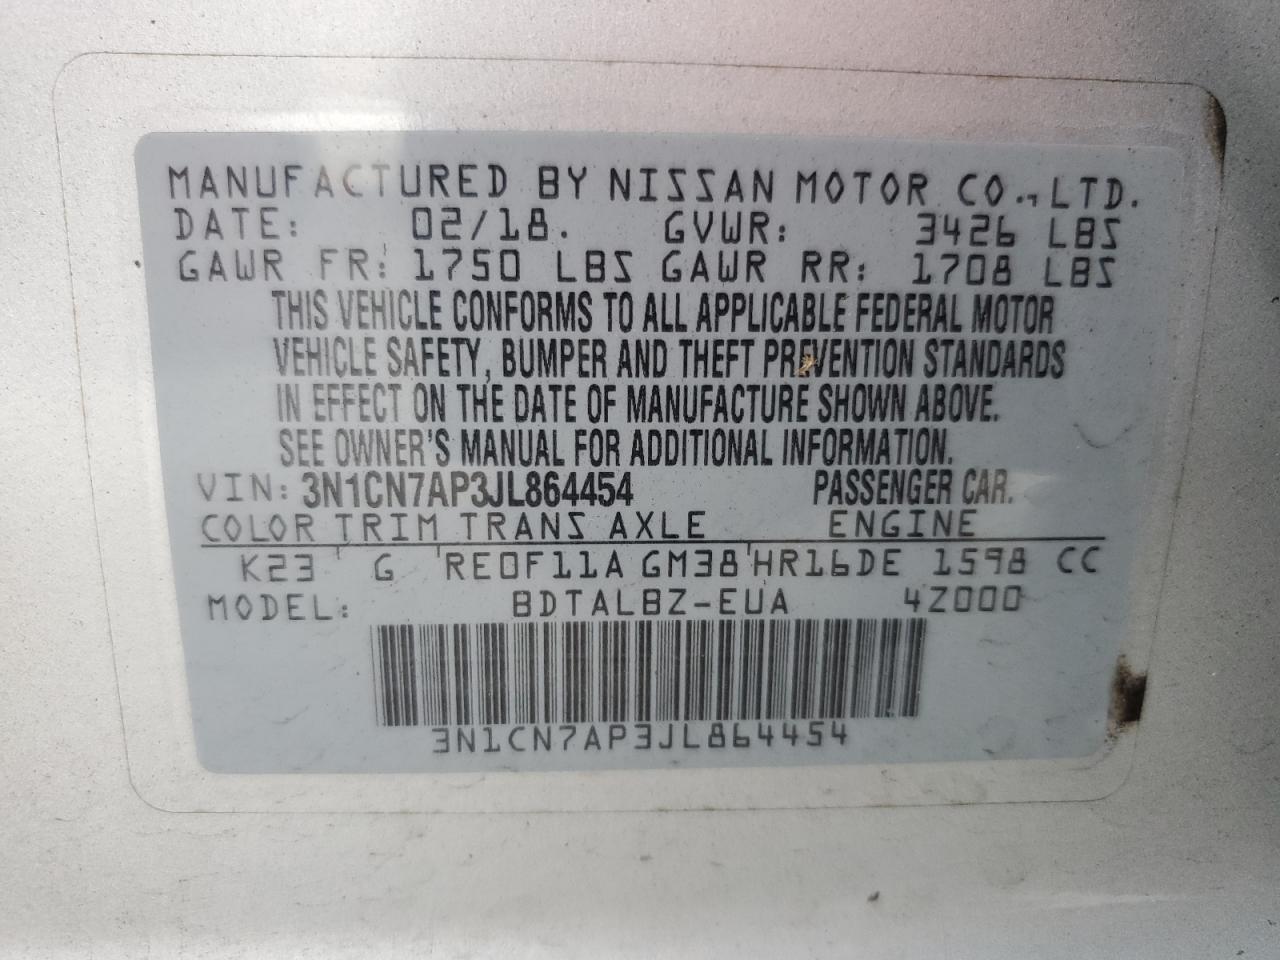 MANUFACTURED BY NISSAN MOTOR CO., LTD.
DATE: 02/18. GVWR: 3426 LBS
GAWR FR: 1750 LBS GAWR RR: 1708 LBS
THIS VEHICLE CONFORMS TO ALL APPLICABLE FEDERAL MOTOR
VEHICLE SAFETY, BUMPER AND THEFT PREVENTION STANDARDS
IN EFFECT ON THE DATE OF MANUFACTURE SHOWN ABOVE.
SEE OWNER'S MANUAL FOR ADDITIONAL INFORMATION.
VIN: 3N1CN7AP3JL864454 PASSENGER CAR.
COLOR TRIM TRANS AXLE ENGINE
K23 G RE0F11A GM38 HR16DE 1598 CC
MODEL: BDTALBZ-EUA 4Z000
3N1CN7AP3JL864454